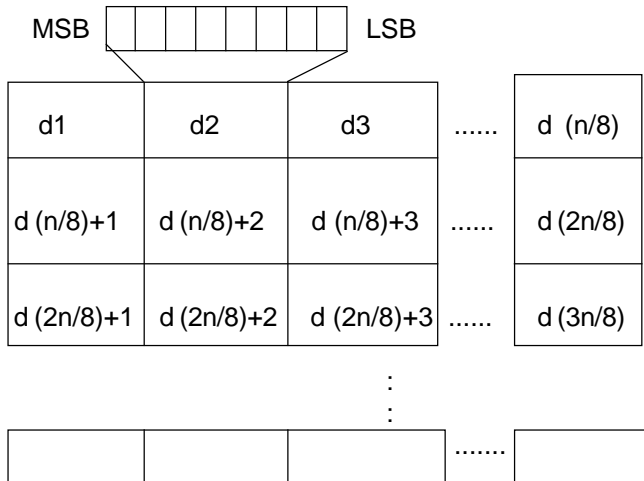 MSB LSB
d1 d2 d3 ...... d (n/8)
d (n/8)+1 d (n/8)+2 d (n/8)+3 ...... d (2n/8)
d (2n/8)+1 d (2n/8)+2 d (2n/8)+3 ...... d (3n/8)
:
:
.......